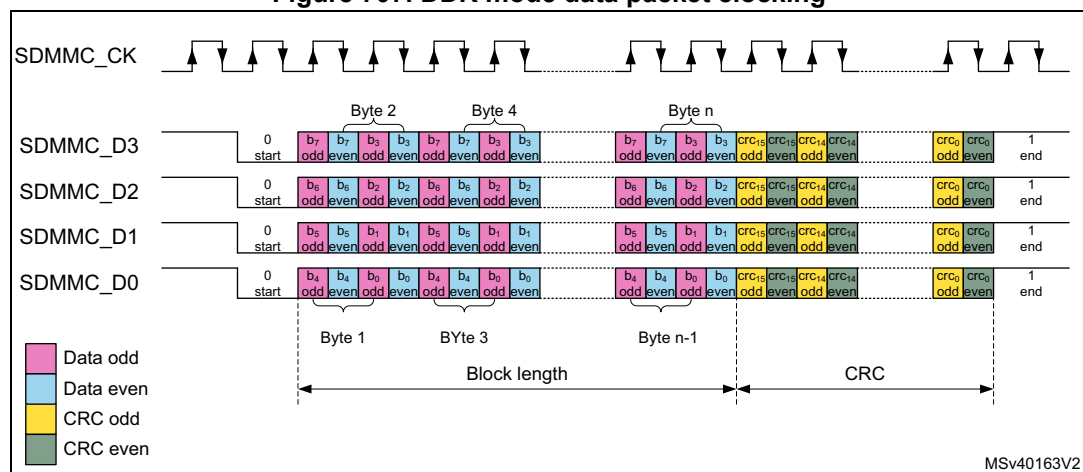 Figure DDR mode data packet clocking
SDMMC_CK
Byte 2 Byte 4 Byte n
SDMMC_D3
0 b7 b7 b3 b3 b7 b7 b3 b3 b7 b7 b3 b3 crc15 crc15 crc14 crc14 crc0 crc0 1
start odd even odd even odd even odd even odd even odd even odd even odd even odd even end
SDMMC_D2
0 b6 b6 b2 b2 b6 b6 b2 b2 b6 b6 b2 b2 crc15 crc15 crc14 crc14 crc0 crc0 1
start odd even odd even odd even odd even odd even odd even odd even odd even odd even end
SDMMC_D1
0 b5 b5 b1 b1 b5 b5 b1 b1 b5 b5 b1 b1 crc15 crc15 crc14 crc14 crc0 crc0 1
start odd even odd even odd even odd even odd even odd even odd even odd even odd even end
SDMMC_D0
0 b4 b4 b0 b0 b4 b4 b0 b0 b4 b4 b0 b0 crc15 crc15 crc14 crc14 crc0 crc0 1
start odd even odd even odd even odd even odd even odd even odd even odd even odd even end
Byte 1 BYte 3 Byte n-1
Block length CRC
Data odd
Data even
CRC odd
CRC even
MSv40163V2